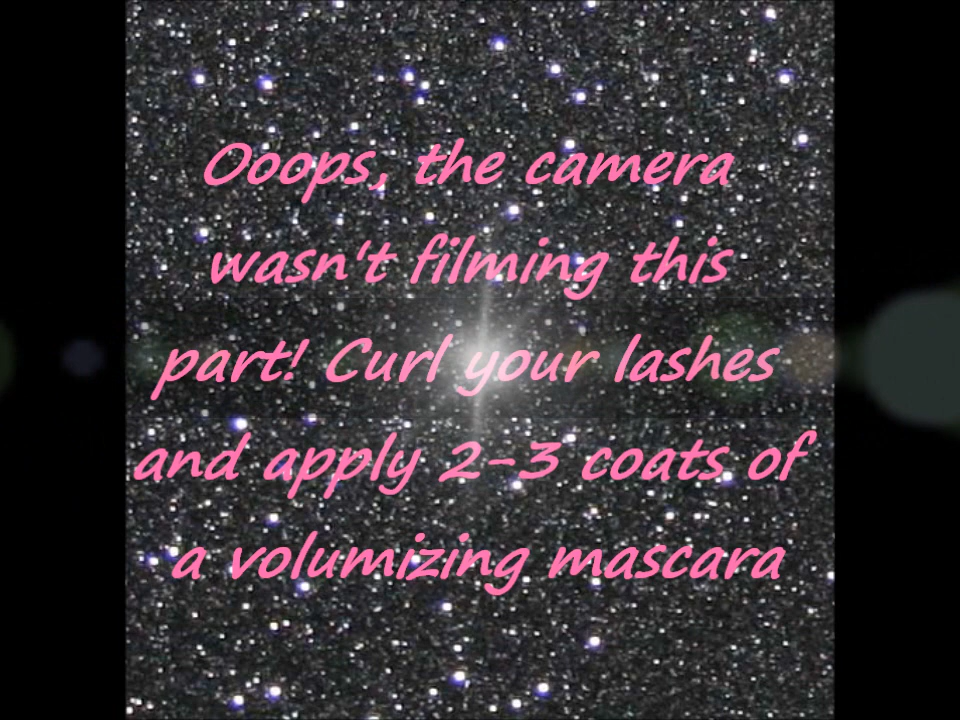 Ooops, the camera
wasn't filming this
part! Curl your lashes
and apply 2-3 coats of
a volumizing mascara